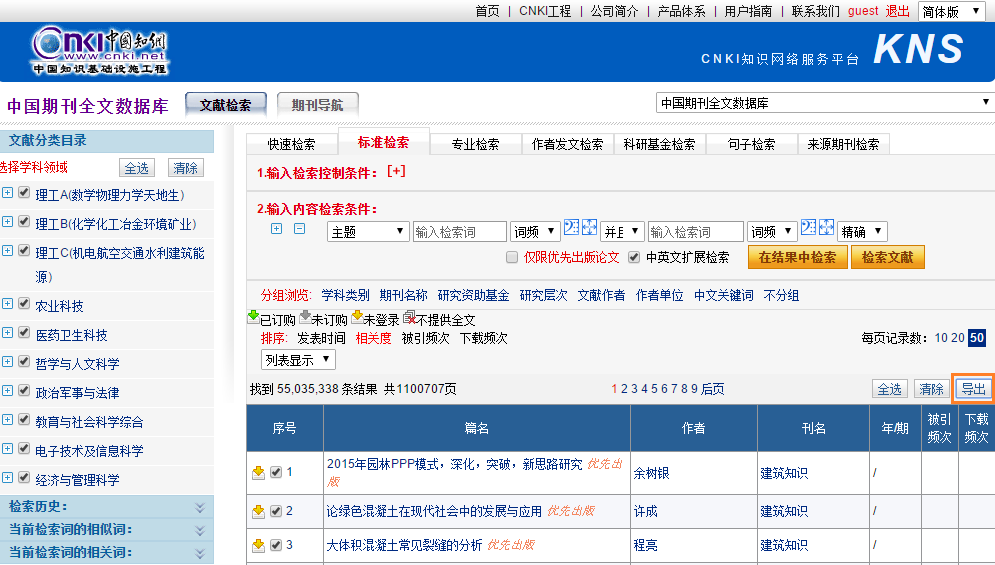 首页 | CNKI工程 | 公司简介 | 产品体系 | 用户指南 | 联系我们 guest 退出 简体版
Cnki中国知网
www.cnki.net
中国知识基础设施工程
CNKI知识网络服务平台 KNS
中国期刊全文数据库 文献检索 期刊导航 中国期刊全文数据库
文献分类目录
选择学科领域 全选 清除
理工A(数学物理力学天地生)
理工B(化学化工冶金环境矿业)
理工C(机电航空交通水利建筑能
源)
农业科技
医药卫生科技
哲学与人文科学
政治军事与法律
教育与社会科学综合
电子技术及信息科学
经济与管理科学
检索历史:
当前检索词的相似词:
当前检索词的相关词:
快速检索 标准检索 专业检索 作者发文检索 科研基金检索 句子检索 来源期刊检索
1.输入检索控制条件: [+]
2.输入内容检索条件:
主题 输入检索词 词频 并且 输入检索词 词频 精确
仅限优先出版论文 中英文扩展检索 在结果中检索 检索文献
分组浏览: 学科类别 期刊名称 研究资助基金 研究层次 文献作者 作者单位 中文关键词 不分组
已订购 未订购 未登录 不提供全文
排序: 发表时间 相关度 被引频次 下载频次 每页记录数: 10 20 50
列表显示
找到 55,035,338 条结果 共1100707页 1 2 3 4 5 6 7 8 9 后页 全选 清除 导出
序号 篇名 作者 刊名 年/期 被引频次 下载频次
1 2015年园林PPP模式，深化，突破，新思路研究 优先出版 余树银 建筑知识 /
2 论绿色混凝土在现代社会中的发展与应用 优先出版 许成 建筑知识 /
3 大体积混凝土常见裂缝的分析 优先出版 程亮 建筑知识 /